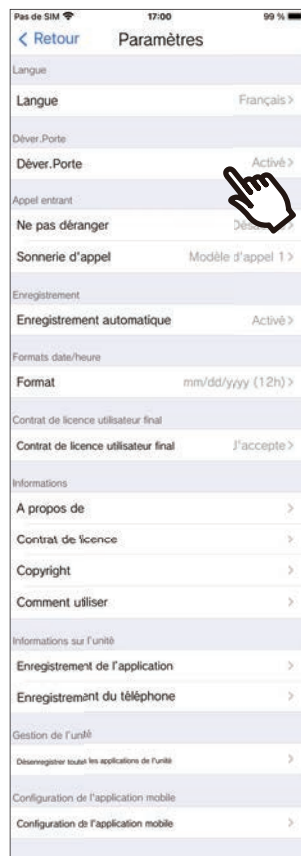 Pas de SIM 17:00 99 %
Retour Paramètres
Langue
Langue Français
Déver.Porte
Déver.Porte Activé
Appel entrant
Ne pas déranger
Sonnerie d'appel Modèle d'appel 1
Enregistrement
Enregistrement automatique Activé
Formats date/heure
Format mm/dd/yyyy (12h)
Contrat de licence utilisateur final
Contrat de licence utilisateur final J'accepte
Informations
A propos de
Contrat de licence
Copyright
Comment utiliser
Informations sur l'unité
Enregistrement de l'application
Enregistrement du téléphone
Gestion de l'unité
Désenregistrer toutes les applications de l'unité
Configuration de l'application mobile
Configuration de l'application mobile